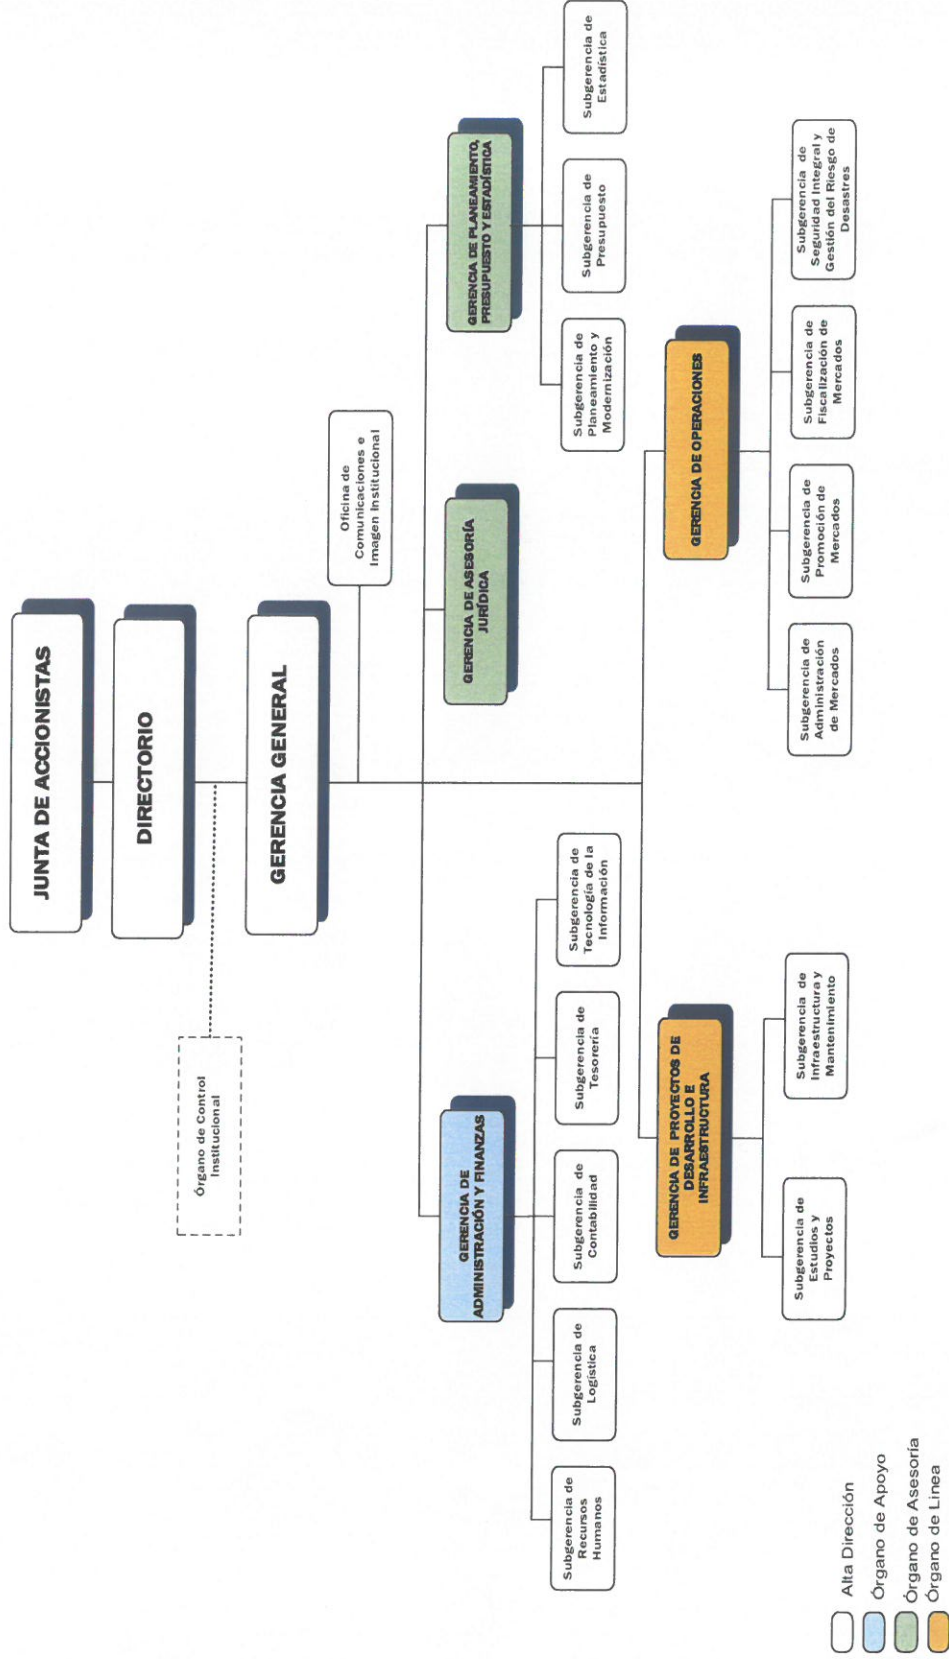 JUNTA DE ACCIONISTAS
DIRECTORIO
Órgano de Control
Institucional
GERENCIA GENERAL
Oficina de
Comunicaciones e
Imagen Institucional
GERENCIA DE
ADMINISTRACIÓN Y FINANZAS
GERENCIA DE ASESORÍA
JURÍDICA
GERENCIA DE PLANEAMIENTO,
PRESUPUESTO Y ESTADÍSTICA
Subgerencia de
Recursos
Humanos
Subgerencia de
Logística
Subgerencia de
Contabilidad
Subgerencia de
Tesorería
Subgerencia de
Tecnología de la
Información
Subgerencia de
Planeamiento y
Modernización
Subgerencia de
Presupuesto
Subgerencia de
Estadística
GERENCIA DE PROYECTOS DE
DESARROLLO E
INFRAESTRUCTURA
GERENCIA DE OPERACIONES
Subgerencia de
Estudios y
Proyectos
Subgerencia de
Infraestructura y
Mantenimiento
Subgerencia de
Administración
de Mercados
Subgerencia de
Promoción de
Mercados
Subgerencia de
Fiscalización de
Mercados
Subgerencia de
Seguridad Integral y
Gestión del Riesgo de
Desastres
Alta Dirección
Órgano de Apoyo
Órgano de Asesoría
Órgano de Linea